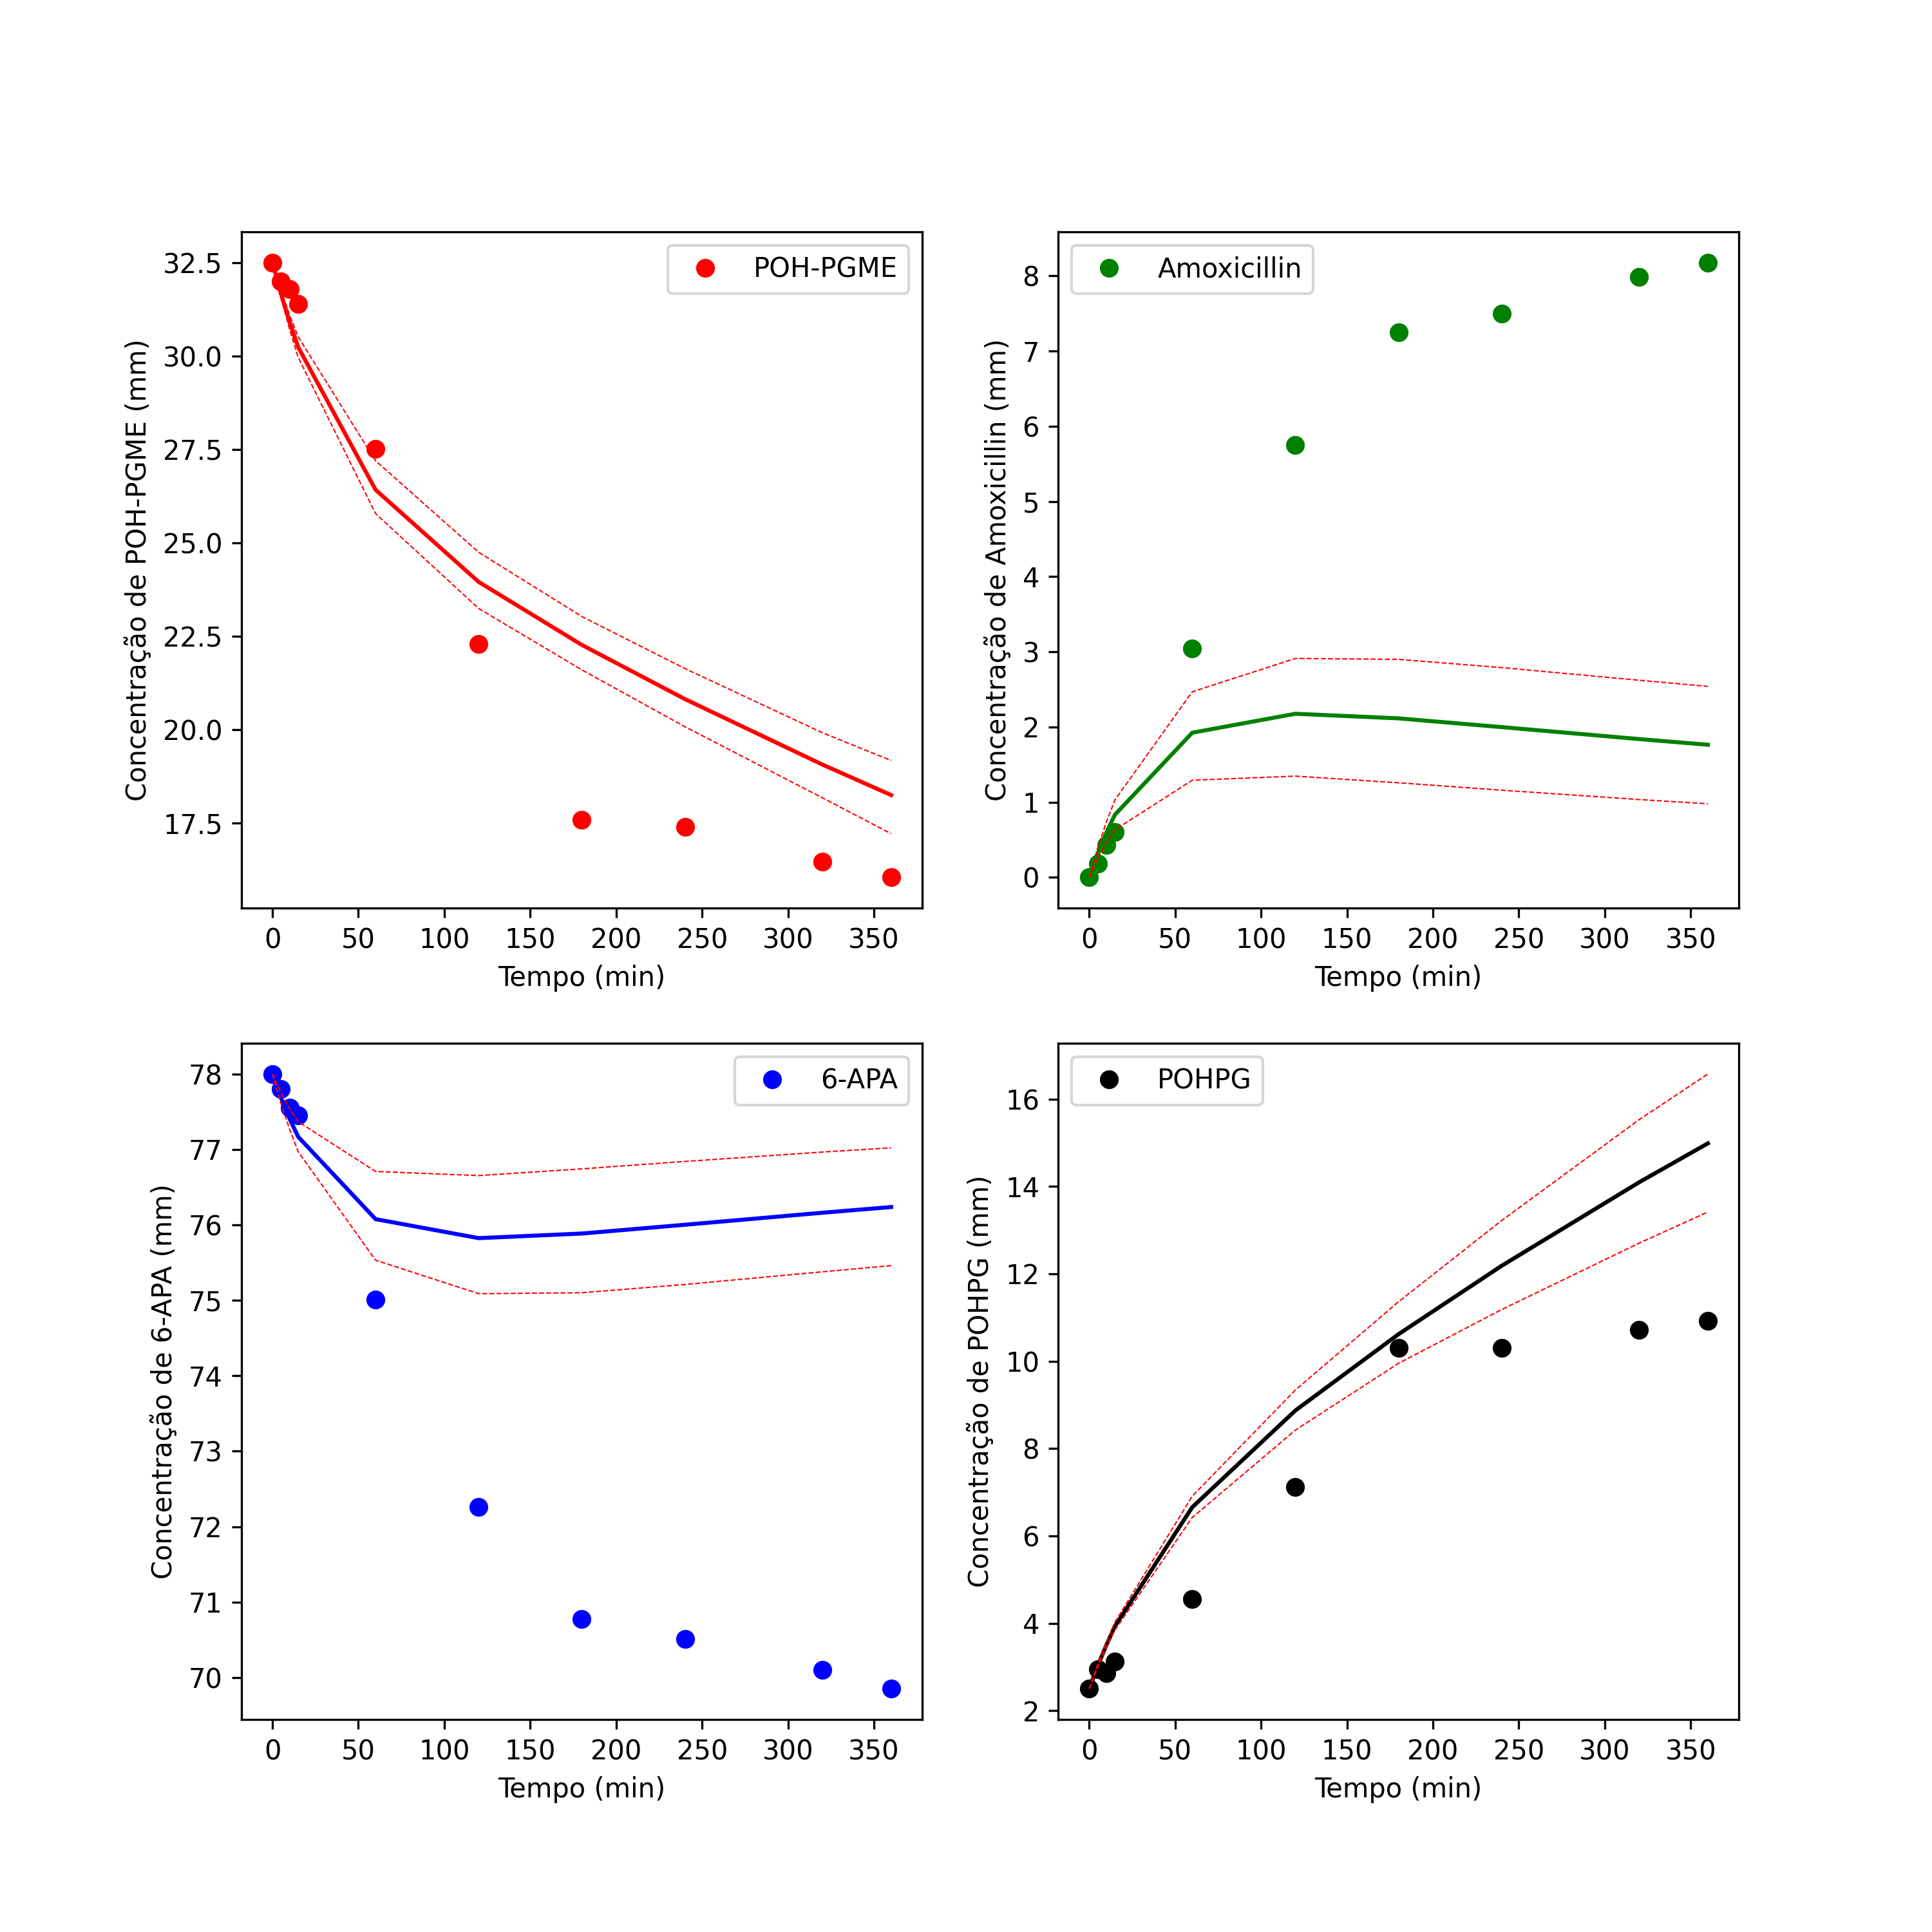 POH-PGME
Concentração de POH-PGME (mm)
32.5
30.0
27.5
25.0
22.5
20.0
17.5
0 50 100 150 200 250 300 350
Tempo (min)
Amoxicillin
Concentração de Amoxicillin (mm)
8
7
6
5
4
3
2
1
0
0 50 100 150 200 250 300 350
Tempo (min)
6-APA
Concentração de 6-APA (mm)
78
77
76
75
74
73
72
71
70
0 50 100 150 200 250 300 350
Tempo (min)
POHPG
Concentração de POHPG (mm)
16
14
12
10
8
6
4
2
0 50 100 150 200 250 300 350
Tempo (min)